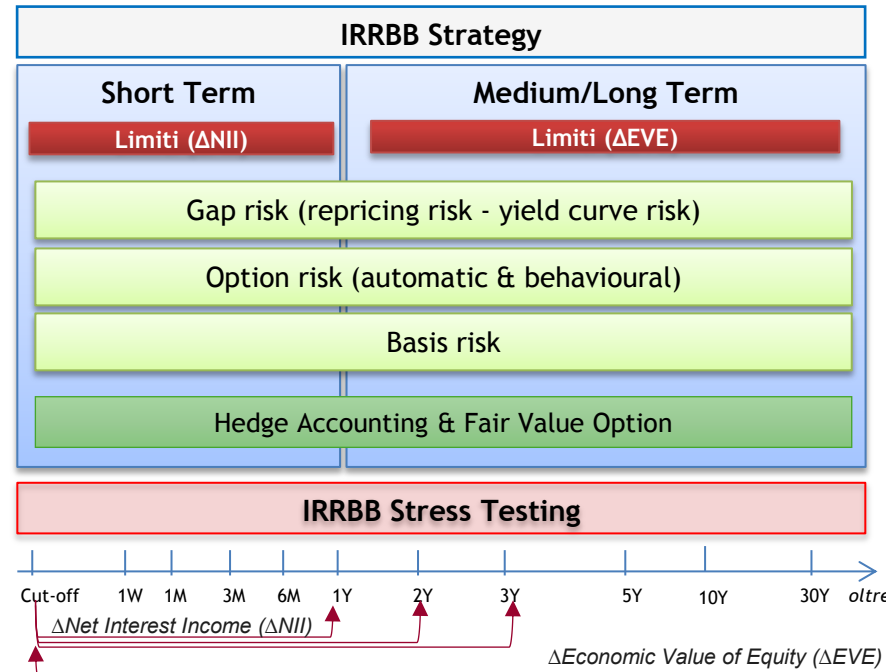 IRRBB Strategy
Short Term
Medium/Long Term
Limiti (ΔNII)
Limiti (ΔEVE)
Gap risk (repricing risk - yield curve risk)
Option risk (automatic & behavioural)
Basis risk
Hedge Accounting & Fair Value Option
IRRBB Stress Testing
Cut-off 1W 1M 3M 6M 1Y 2Y 3Y 5Y 10Y 30Y oltre
ΔNet Interest Income (ΔNII)
ΔEconomic Value of Equity (ΔEVE)